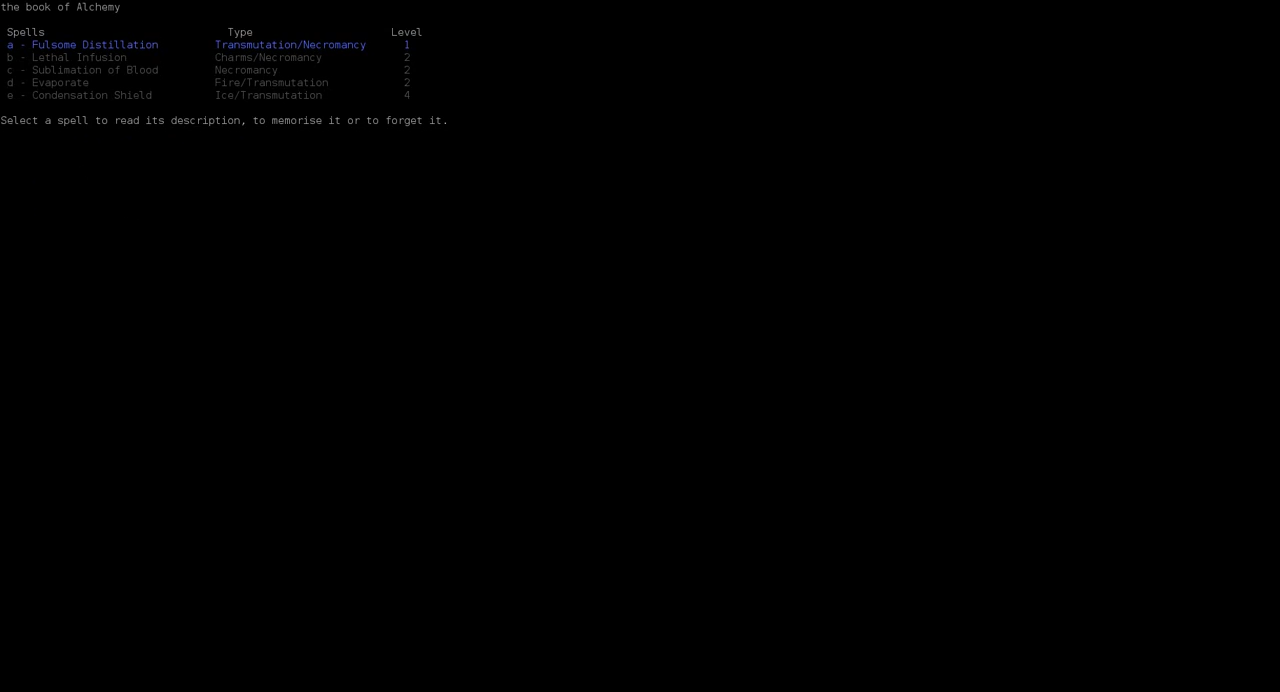 the book of Alchemy
Spells Type Level
a - Fulsome Distillation Transmutation/Necromancy 1
b - Lethal Infusion Charms/Necromancy 2
c - Sublimation of Blood Necromancy 2
d - Evaporate Fire/Transmutation 2
e - Condensation Shield Ice/Transmutation 4
Select a spell to read its description, to memorise it or to forget it.